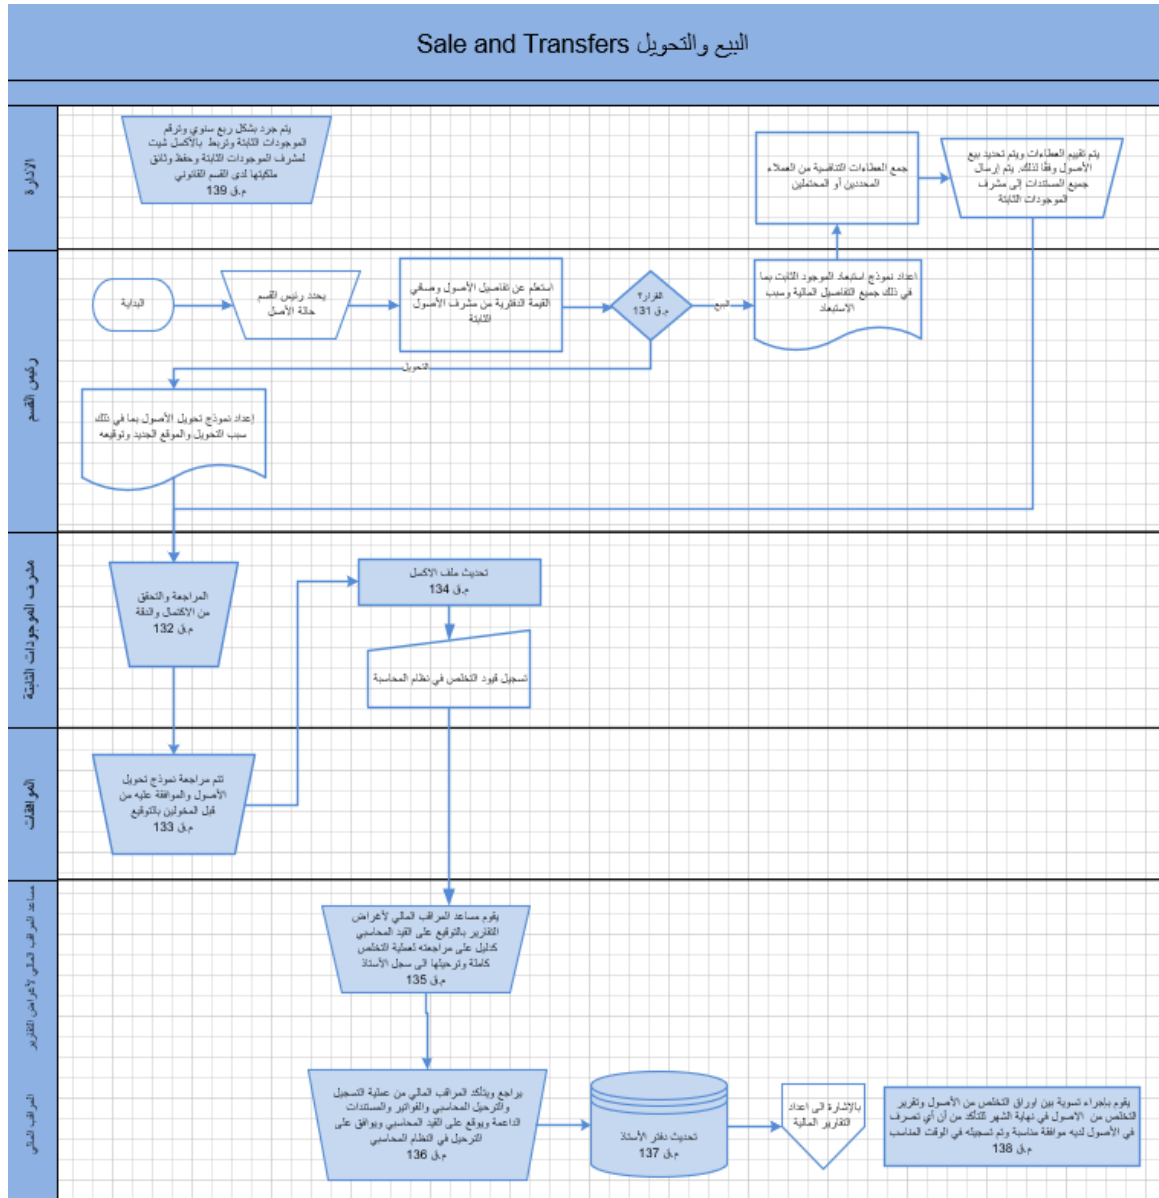 البيع والتحويل Sale and Transfers
الادارة
يتم جرد بشكل ربع سنوي وترقم
الموجودات الثابتة وتربط بالأكسل شيت
لمشرف الموجودات الثابتة وحفظ وثائق
ملكيتها لدى القسم القانوني
م.ق 139
جمع العطاءات التنافسية من العملاء
المحددين أو المحتملين
يتم تقييم العطاءات ويتم تحديد بيع
الأصول وفقًا لذلك. يتم إرسال
جميع المستندات إلى مشرف
الموجودات الثابتة
رئيس القسم
البداية
يحدد رئيس القسم
حالة الأصل
استعلم عن تفاصيل الأصول وصافي
القيمة الدفترية من مشرف الأصول
الثابتة
القرار؟
م.ق 131
البيع
اعداد نموذج استبعاد الموجود الثابت بما
في ذلك جميع التفاصيل المالية وسبب
الاستبعاد
التحويل
إعداد نموذج تحويل الأصول بما في ذلك
سبب التحويل والموقع الجديد وتوقيعه
مشرف الموجودات الثابتة
المراجعة والتحقق
من الاكتمال والدقة
م.ق 132
تحديث ملف الاكسل
م.ق 134
تسجيل قيود التخلص في نظام المحاسبة
الموافقات
تتم مراجعة نموذج تحويل
الأصول والموافقة عليه من
قبل المخولين بالتوقيع
م.ق 133
مساعد المراقب المالي لأغراض التقارير
يقوم مساعد المراقب المالي لأغراض
التقارير بالتوقيع على القيد المحاسبي
كدليل على مراجعته لعملية التخلص
كاملة وترحيلها الى سجل الأستاذ
م.ق 135
المراقب المالي
يراجع ويتأكد المراقب المالي من عملية التسجيل
والترحيل المحاسبي والفواتير والمستندات
الداعمة ويوقع على القيد المحاسبي ويوافق على
الترحيل في النظام المحاسبي
م.ق 136
تحديث دفتر الأستاذ
م.ق 137
بالإشارة الى اعداد
التقارير المالية
يقوم بإجراء تسوية بين اوراق التخلص من الأصول وتقرير
التخلص من الأصول في نهاية الشهر للتأكد من أن أي تصرف
في الأصول لديه موافقة مناسبة وتم تسجيله في الوقت المناسب
م.ق 138